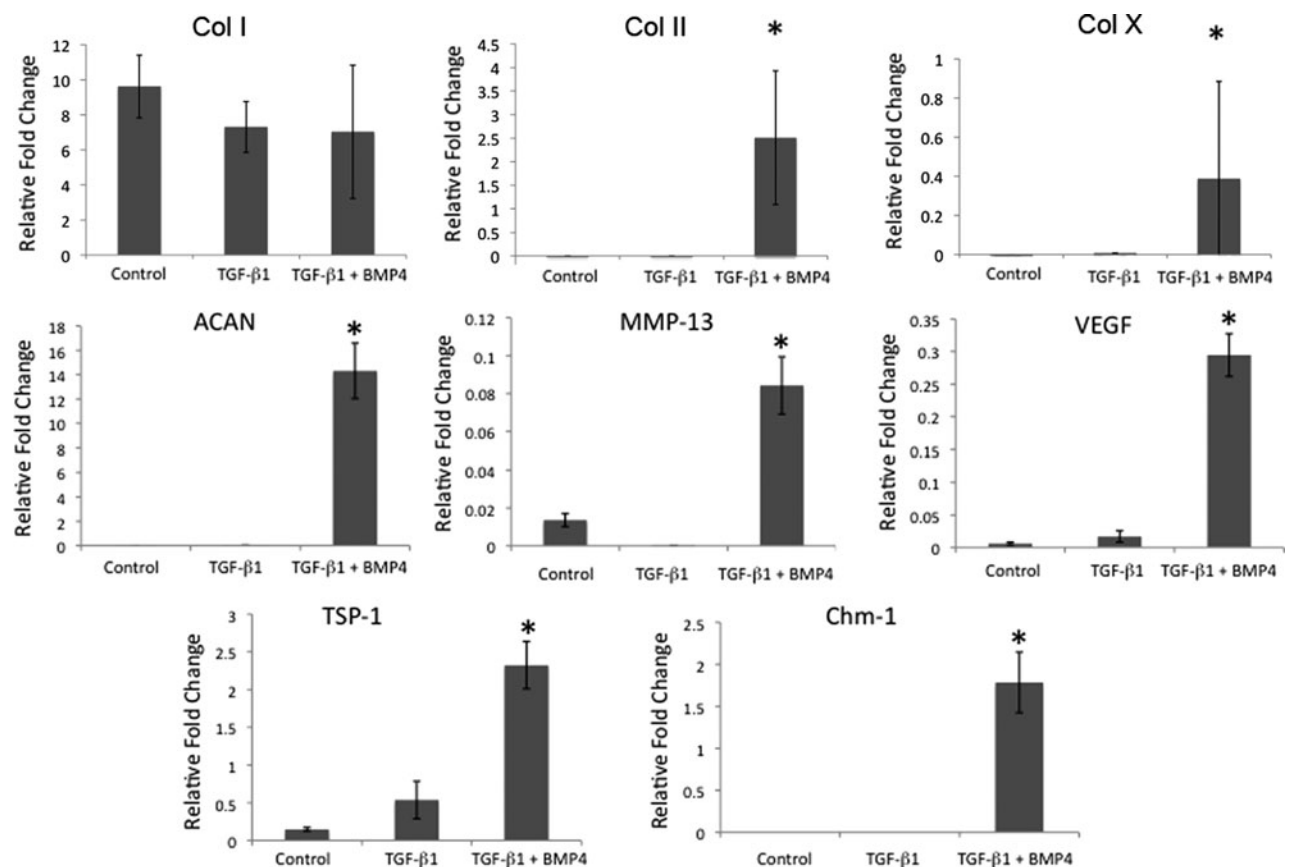 Col I
Relative Fold Change
12
10
8
6
4
2
0
Control
TGF-β1
TGF-β1 + BMP4
Col II
*
Relative Fold Change
4.5
4
3.5
3
2.5
2
1.5
1
0.5
0
Control
TGF-β1
TGF-β1 + BMP4
Col X
*
Relative Fold Change
1
0.8
0.6
0.4
0.2
0
Control
TGF-β1
TGF-β1 + BMP4
ACAN
*
Relative Fold Change
18
16
14
12
10
8
6
4
2
0
Control
TGF-β1
TGF-β1 + BMP4
MMP-13
*
Relative Fold Change
0.12
0.1
0.08
0.06
0.04
0.02
0
Control
TGF-β1
TGF-β1 + BMP4
VEGF
*
Relative Fold Change
0.35
0.3
0.25
0.2
0.15
0.1
0.05
0
Control
TGF-β1
TGF-β1 + BMP4
TSP-1
*
Relative Fold Change
3
2.5
2
1.5
1
0.5
0
Control
TGF-β1
TGF-β1 + BMP4
Chm-1
*
Relative Fold Change
2.5
2
1.5
1
0.5
0
Control
TGF-β1
TGF-β1 + BMP4